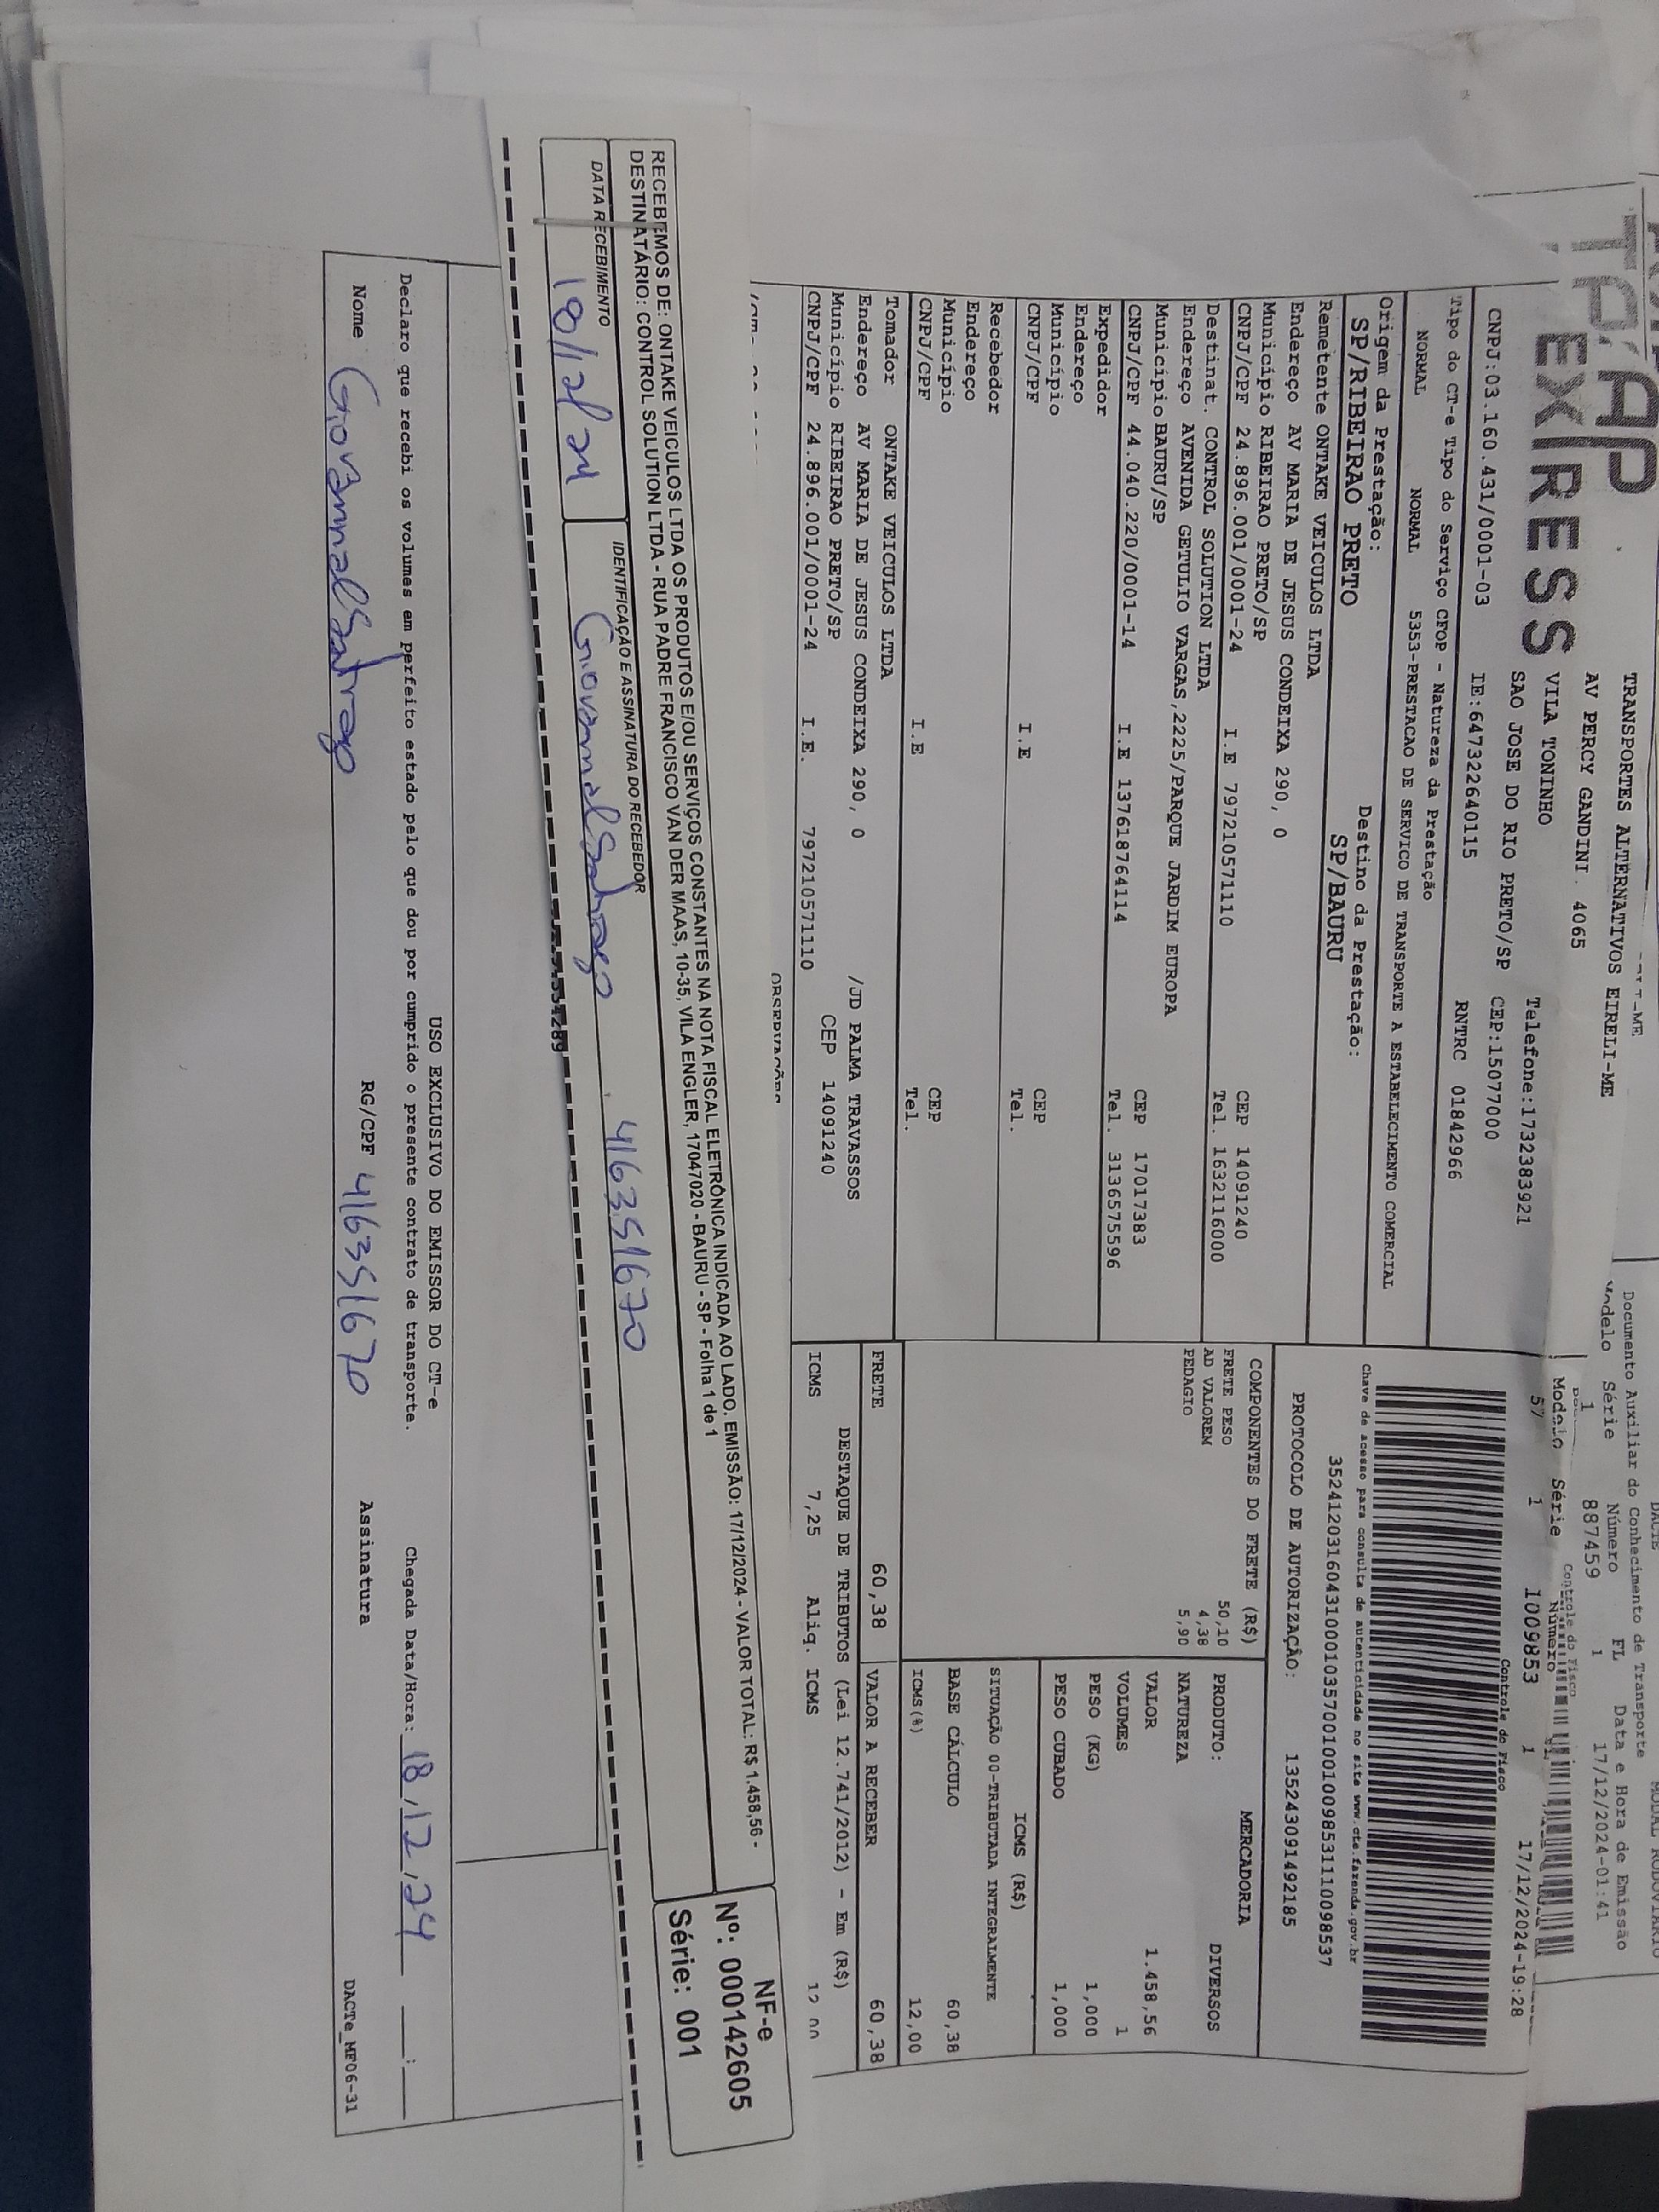 TRANSPORTES ALTERNATIVOS EIRELI-ME
AV PERCY GANDINI. 4065
VILA TONINHO
SAO JOSE DO RIO PRETO/SP
Telefone:1732383921
CEP:15077000
CNPJ:03.160.431/0001-03 IE:647322640115
RNTRC 01842966
EXPRESS
Documento Auxiliar do Conhecimento de Transporte
Modelo Série Número FL Data e Hora de Emissão
1 887459 1 17/12/2024-01:41
Controle do Fisco
Modelo Série Número
57 1 1009853 1 17/12/2024-19:28
Controle do Fisco
Tipo do CT-e Tipo do Serviço CFOP - Natureza da Prestação
NORMAL NORMAL 5353-PRESTACAO DE SERVICO DE TRANSPORTE A ESTABELECIMENTO COMERCIAL
Chave de acesso para consulta de autenticidade no site www.cte.fazenda.gov.br
35241203160431000103570010010098531110098537
Origem da Prestação: Destino da Prestação:
SP/RIBEIRAO PRETO SP/BAURU
PROTOCOLO DE AUTORIZAÇÃO: 135243091492185
Remetente ONTAKE VEICULOS LTDA
Endereço AV MARIA DE JESUS CONDEIXA 290, 0
Município RIBEIRAO PRETO/SP CEP 14091240
CNPJ/CPF 24.896.001/0001-24 I.E 797210571110 Tel. 1632116000
Destinat. CONTROL SOLUTION LTDA
Endereço AVENIDA GETULIO VARGAS,2225/PARQUE JARDIM EUROPA
Município BAURU/SP CEP 17017383
CNPJ/CPF 44.040.220/0001-14 I.E 137618764114 Tel. 3136575596
Expedidor
Endereço
Município CEP
CNPJ/CPF I.E Tel.
Recebedor
Endereço
Município CEP
CNPJ/CPF I.E Tel.
Tomador ONTAKE VEICULOS LTDA
Endereço AV MARIA DE JESUS CONDEIXA 290, 0 /JD PALMA TRAVASSOS
Município RIBEIRAO PRETO/SP CEP 14091240
CNPJ/CPF 24.896.001/0001-24 I.E. 797210571110
COMPONENTES DO FRETE (R$)
FRETE PESO 50,10
AD VALOREM 4,38
PEDAGIO 5,90
MERCADORIA
PRODUTO: DIVERSOS
NATUREZA
VALOR 1.458,56
VOLUMES 1
PESO (KG) 1,000
PESO CUBADO 1,000
ICMS (R$)
SITUAÇÃO 00-TRIBUTADA INTEGRALMENTE
BASE CÁLCULO 60,38
ICMS(%) 12,00
FRETE 60,38 VALOR A RECEBER 60,38
DESTAQUE DE TRIBUTOS (Lei 12.741/2012) - Em (R$)
ICMS 7,25 Aliq. ICMS 12,00
OBSERVAÇÕES
RECEBEMOS DE: ONTAKE VEICULOS LTDA OS PRODUTOS E/OU SERVIÇOS CONSTANTES NA NOTA FISCAL ELETRÔNICA INDICADA AO LADO. EMISSÃO: 17/12/2024 - VALOR TOTAL: R$ 1.458,56 -
DESTINATÁRIO: CONTROL SOLUTION LTDA - RUA PADRE FRANCISCO VAN DER MAAS, 10-35, VILA ENGLER, 17047020 - BAURU - SP - Folha 1 de 1
NF-e
Nº: 000142605
Série: 001
DATA RECEBIMENTO IDENTIFICAÇÃO E ASSINATURA DO RECEBEDOR
18/12/24 416351670
USO EXCLUSIVO DO EMISSOR DO CT-e
Declaro que recebi os volumes em perfeito estado pelo que dou por cumprido o presente contrato de transporte. Chegada Data/Hora: 18,12,24 __:__
Nome RG/CPF 416351670 Assinatura
DACTe_MF06-31